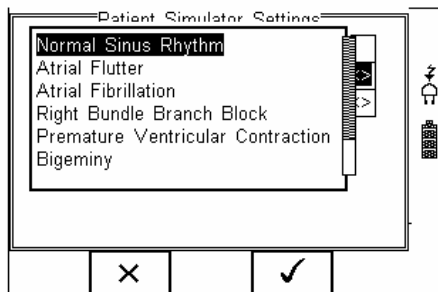 Patient Simulator Settings
Normal Sinus Rhythm
Atrial Flutter
Atrial Fibrillation
Right Bundle Branch Block
Premature Ventricular Contraction
Bigeminy